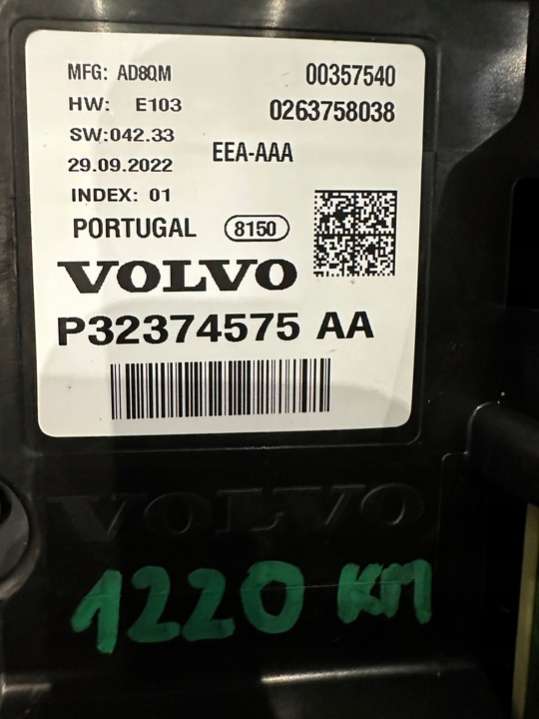 MFG: AD8QM 00357540
HW: E103 0263758038
SW:042.33
29.09.2022 EEA-AAA
INDEX: 01
PORTUGAL 8150
VOLVO
P32374575 AA
VOLVO
1220 KM